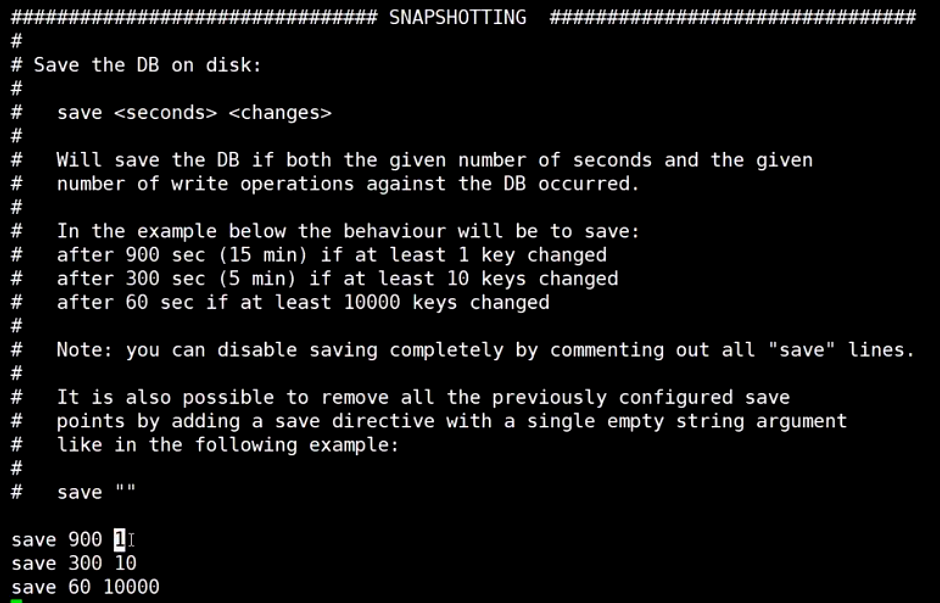 ################################ SNAPSHOTTING  ################################
#
# Save the DB on disk:
#
#   save <seconds> <changes>
#
#   Will save the DB if both the given number of seconds and the given
#   number of write operations against the DB occurred.
#
#   In the example below the behaviour will be to save:
#   after 900 sec (15 min) if at least 1 key changed
#   after 300 sec (5 min) if at least 10 keys changed
#   after 60 sec if at least 10000 keys changed
#
#   Note: you can disable saving completely by commenting out all "save" lines.
#
#   It is also possible to remove all the previously configured save
#   points by adding a save directive with a single empty string argument
#   like in the following example:
#
#   save ""

save 900 1
save 300 10
save 60 10000